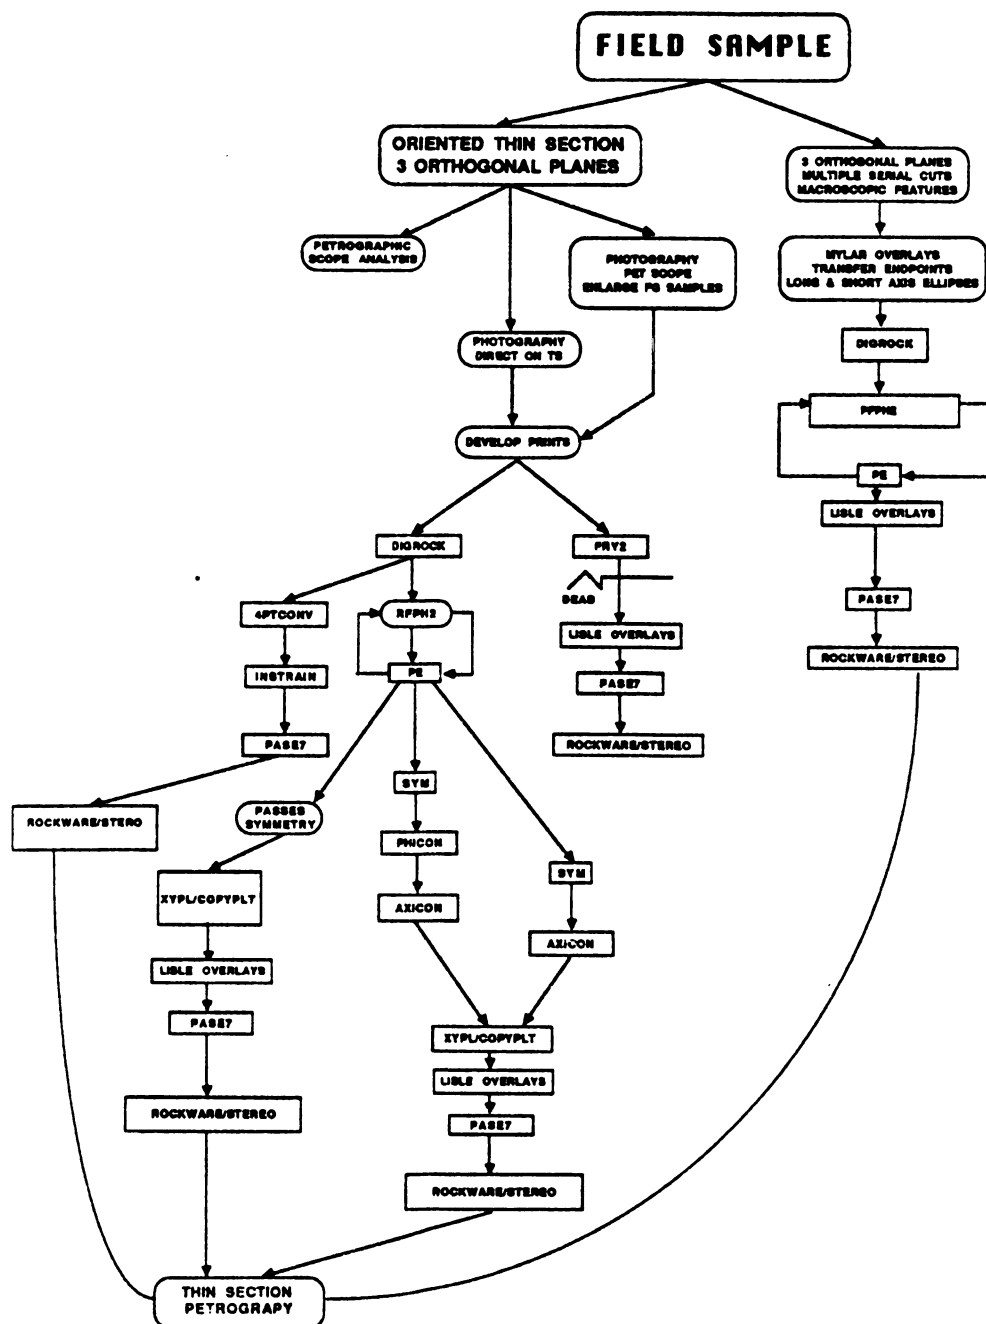 FIELD SAMPLE
ORIENTED THIN SECTION
3 ORTHOGONAL PLANES
3 ORTHOGONAL PLANES
MULTIPLE SERIAL CUTS
MACROSCOPIC FEATURES
PETROGRAPHIC
SCOPE ANALYSIS
PHOTOGRAPHY
PET SCOPE
ENLARGE FG SAMPLES
MYLAR OVERLAYS
TRANSFER ENDPOINTS
LONG & SHORT AXIS ELLIPSES
PHOTOGRAPHY
DIRECT ON TS
DIGROCK
DEVELOP PRINTS
PE
LISLE OVERLAYS
DIGROCK
FRY2
DEAD
4PTCONV
RFPH2
LISLE OVERLAYS
PASE7
ROCKWARE/STEREO
INSTRAIN
PE
PASE7
PASE7
ROCKWARE/STEREO
SYM
ROCKWARE/STERO
PASSES
SYMMETRY
PHICON
SYM
XYPL/COPYPLT
AXICON
AXICON
LISLE OVERLAYS
PASE7
XYPL/COPYPLT
LISLE OVERLAYS
ROCKWARE/STEREO
PASE7
ROCKWARE/STEREO
THIN SECTION
PETROGRAPY